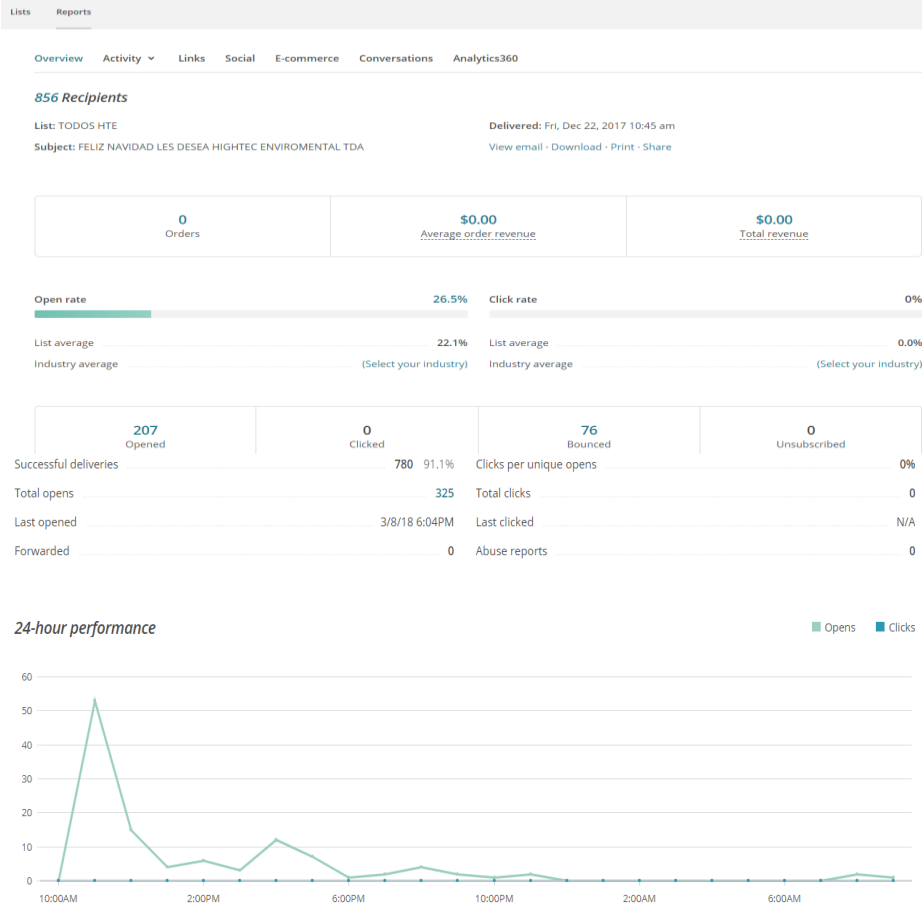 Lists Reports
Overview Activity Links Social E-commerce Conversations Analytics360
856 Recipients
List: TODOS HTE Delivered: Fri, Dec 22, 2017 10:45 am
Subject: FELIZ NAVIDAD LES DESEA HIGHTEC ENVIROMENTAL TDA View email · Download · Print · Share
0 $0.00 $0.00
Orders Average order revenue Total revenue
Open rate 26.5% Click rate 0%
List average 22.1% List average 0.0%
Industry average (Select your industry) Industry average (Select your industry)
207 0 76 0
Opened Clicked Bounced Unsubscribed
Successful deliveries 780 91.1% Clicks per unique opens 0%
Total opens 325 Total clicks 0
Last opened 3/8/18 6:04PM Last clicked N/A
Forwarded 0 Abuse reports 0
24-hour performance Opens Clicks
60
50
40
30
20
10
0
10:00AM 2:00PM 6:00PM 10:00PM 2:00AM 6:00AM